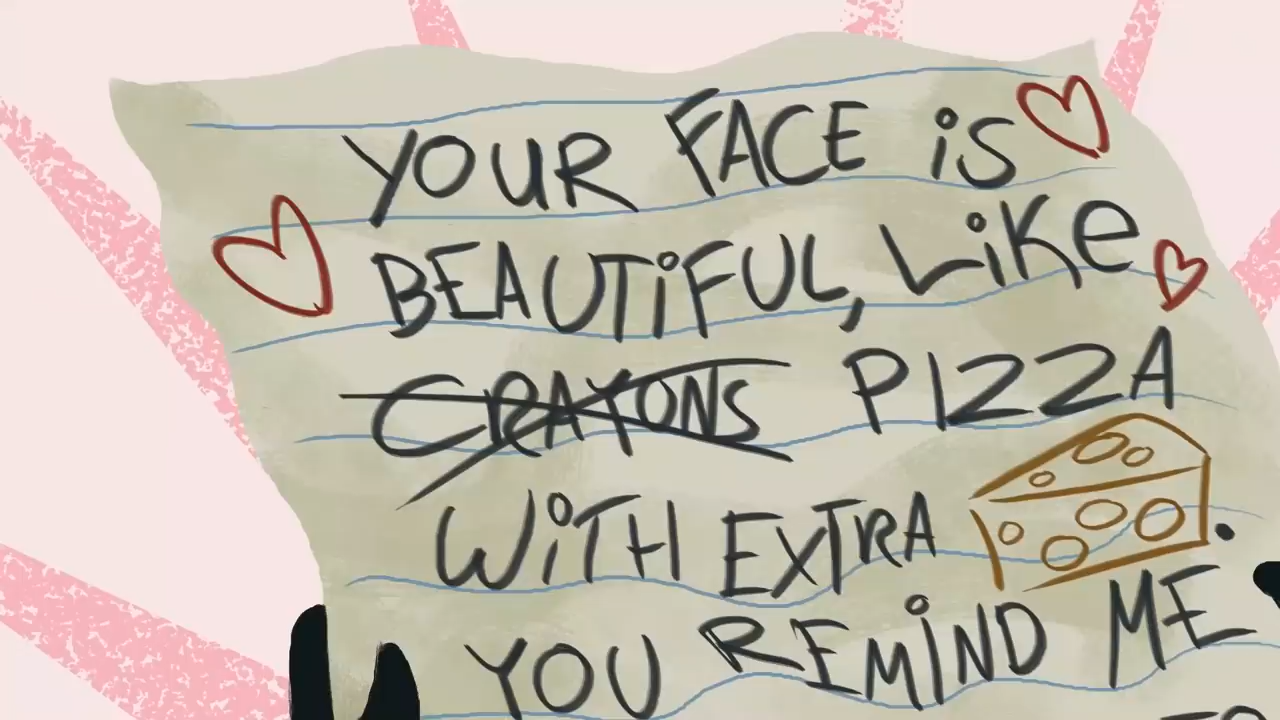 YOUR FACE iS
BEAUTiFUL, LiKe
CRAYONS PIZZA
WiTH EXTRA .
YOU REMiND ME